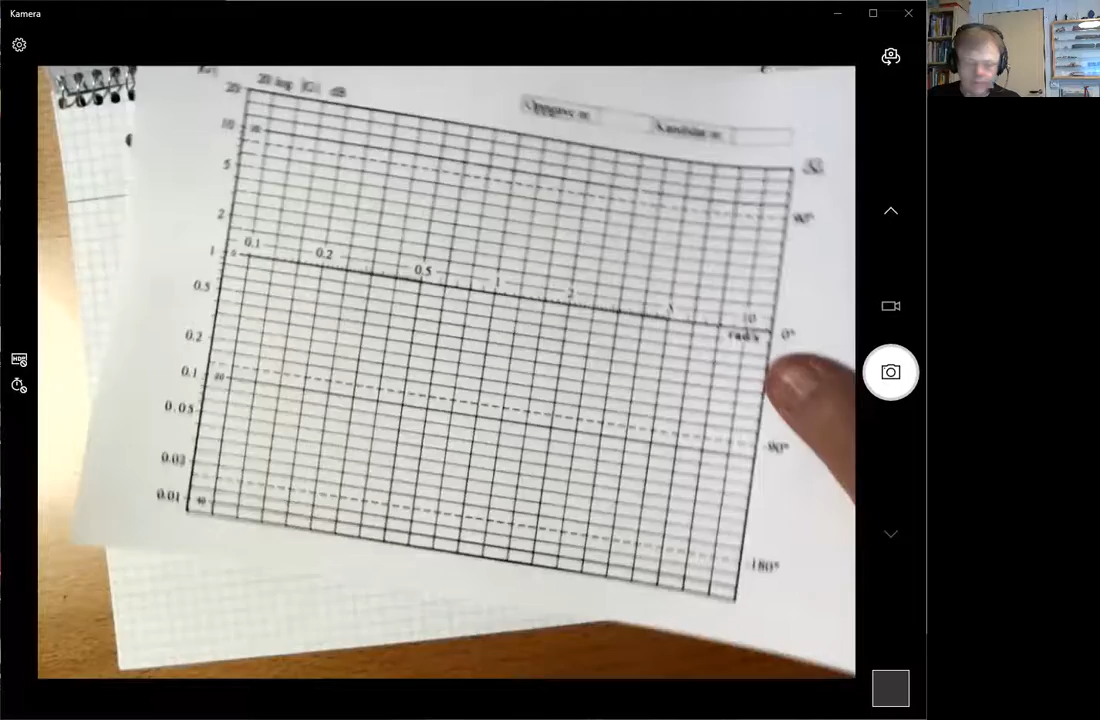 Kamera
20 log |G| dB
20
Oppgave nr.
Kandidat nr.
10
5
90°
2
0.1 0.2 0.5 1 2 5 10
1 0
rad/s
0°
0.5
0.2
0.1
-20
-90°
0.05
0.01
-40
-180°